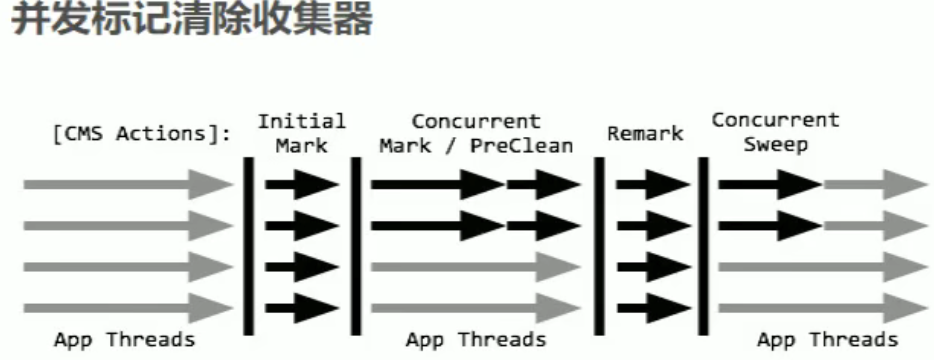 并发标记清除收集器
[CMS Actions]:
Initial
Mark
Concurrent
Mark / PreClean
Remark
Concurrent
Sweep
App Threads
App Threads
App Threads